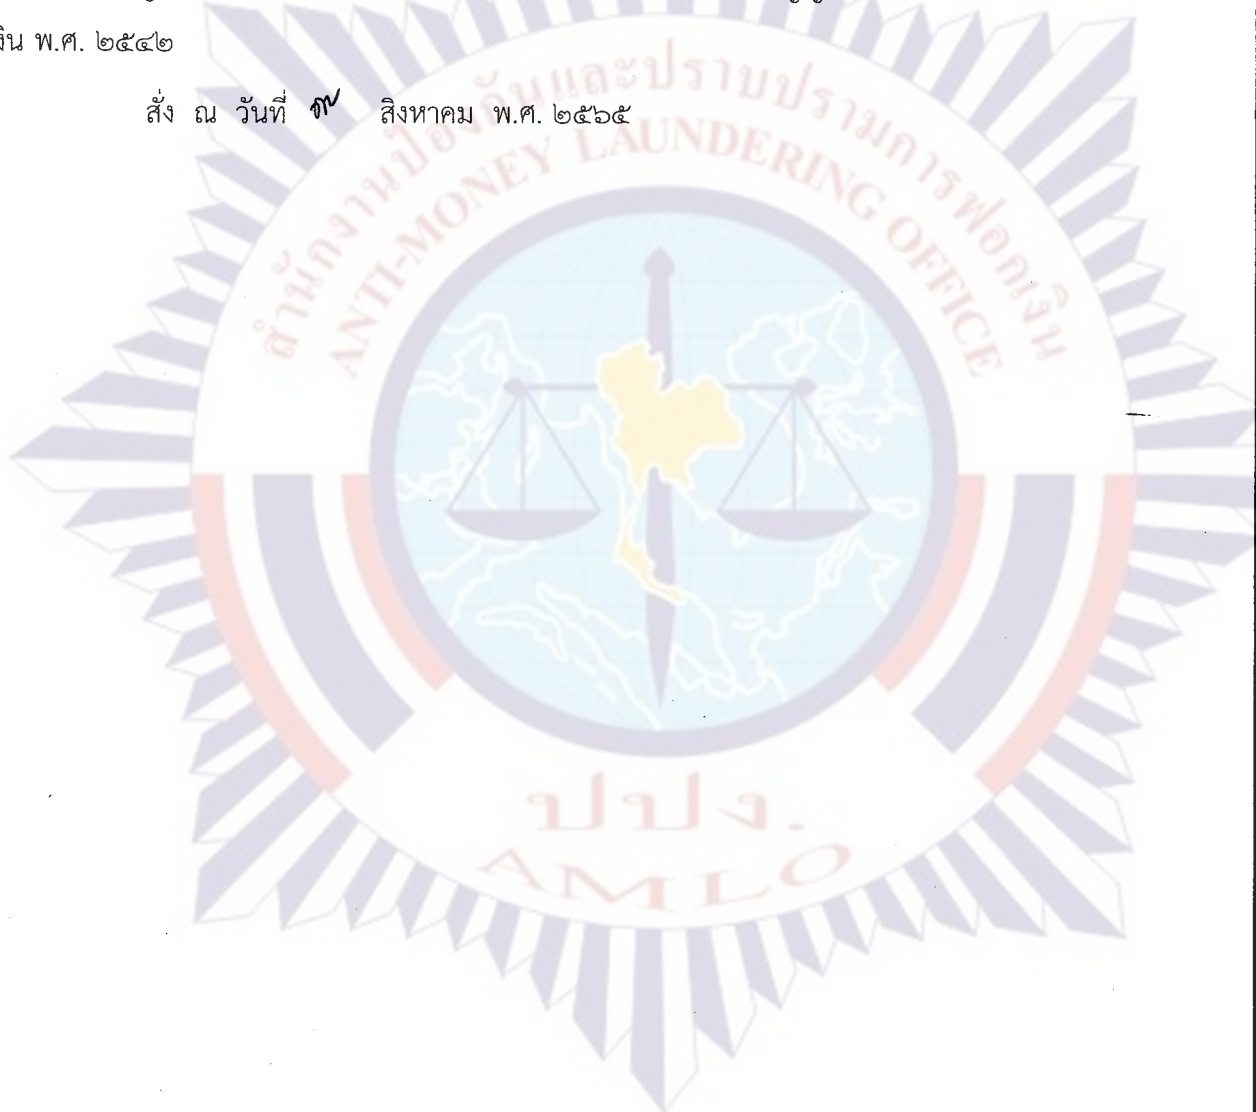 งิน พ.ศ. ๒๕๔๒
สั่ง ณ วันที่ สิงหาคม พ.ศ. ๒๕๖๕
สำนักงานป้องกันและปราบปรามการฟอกเงิน
ANTI-MONEY LAUNDERING OFFICE
ปปง.
AMLO